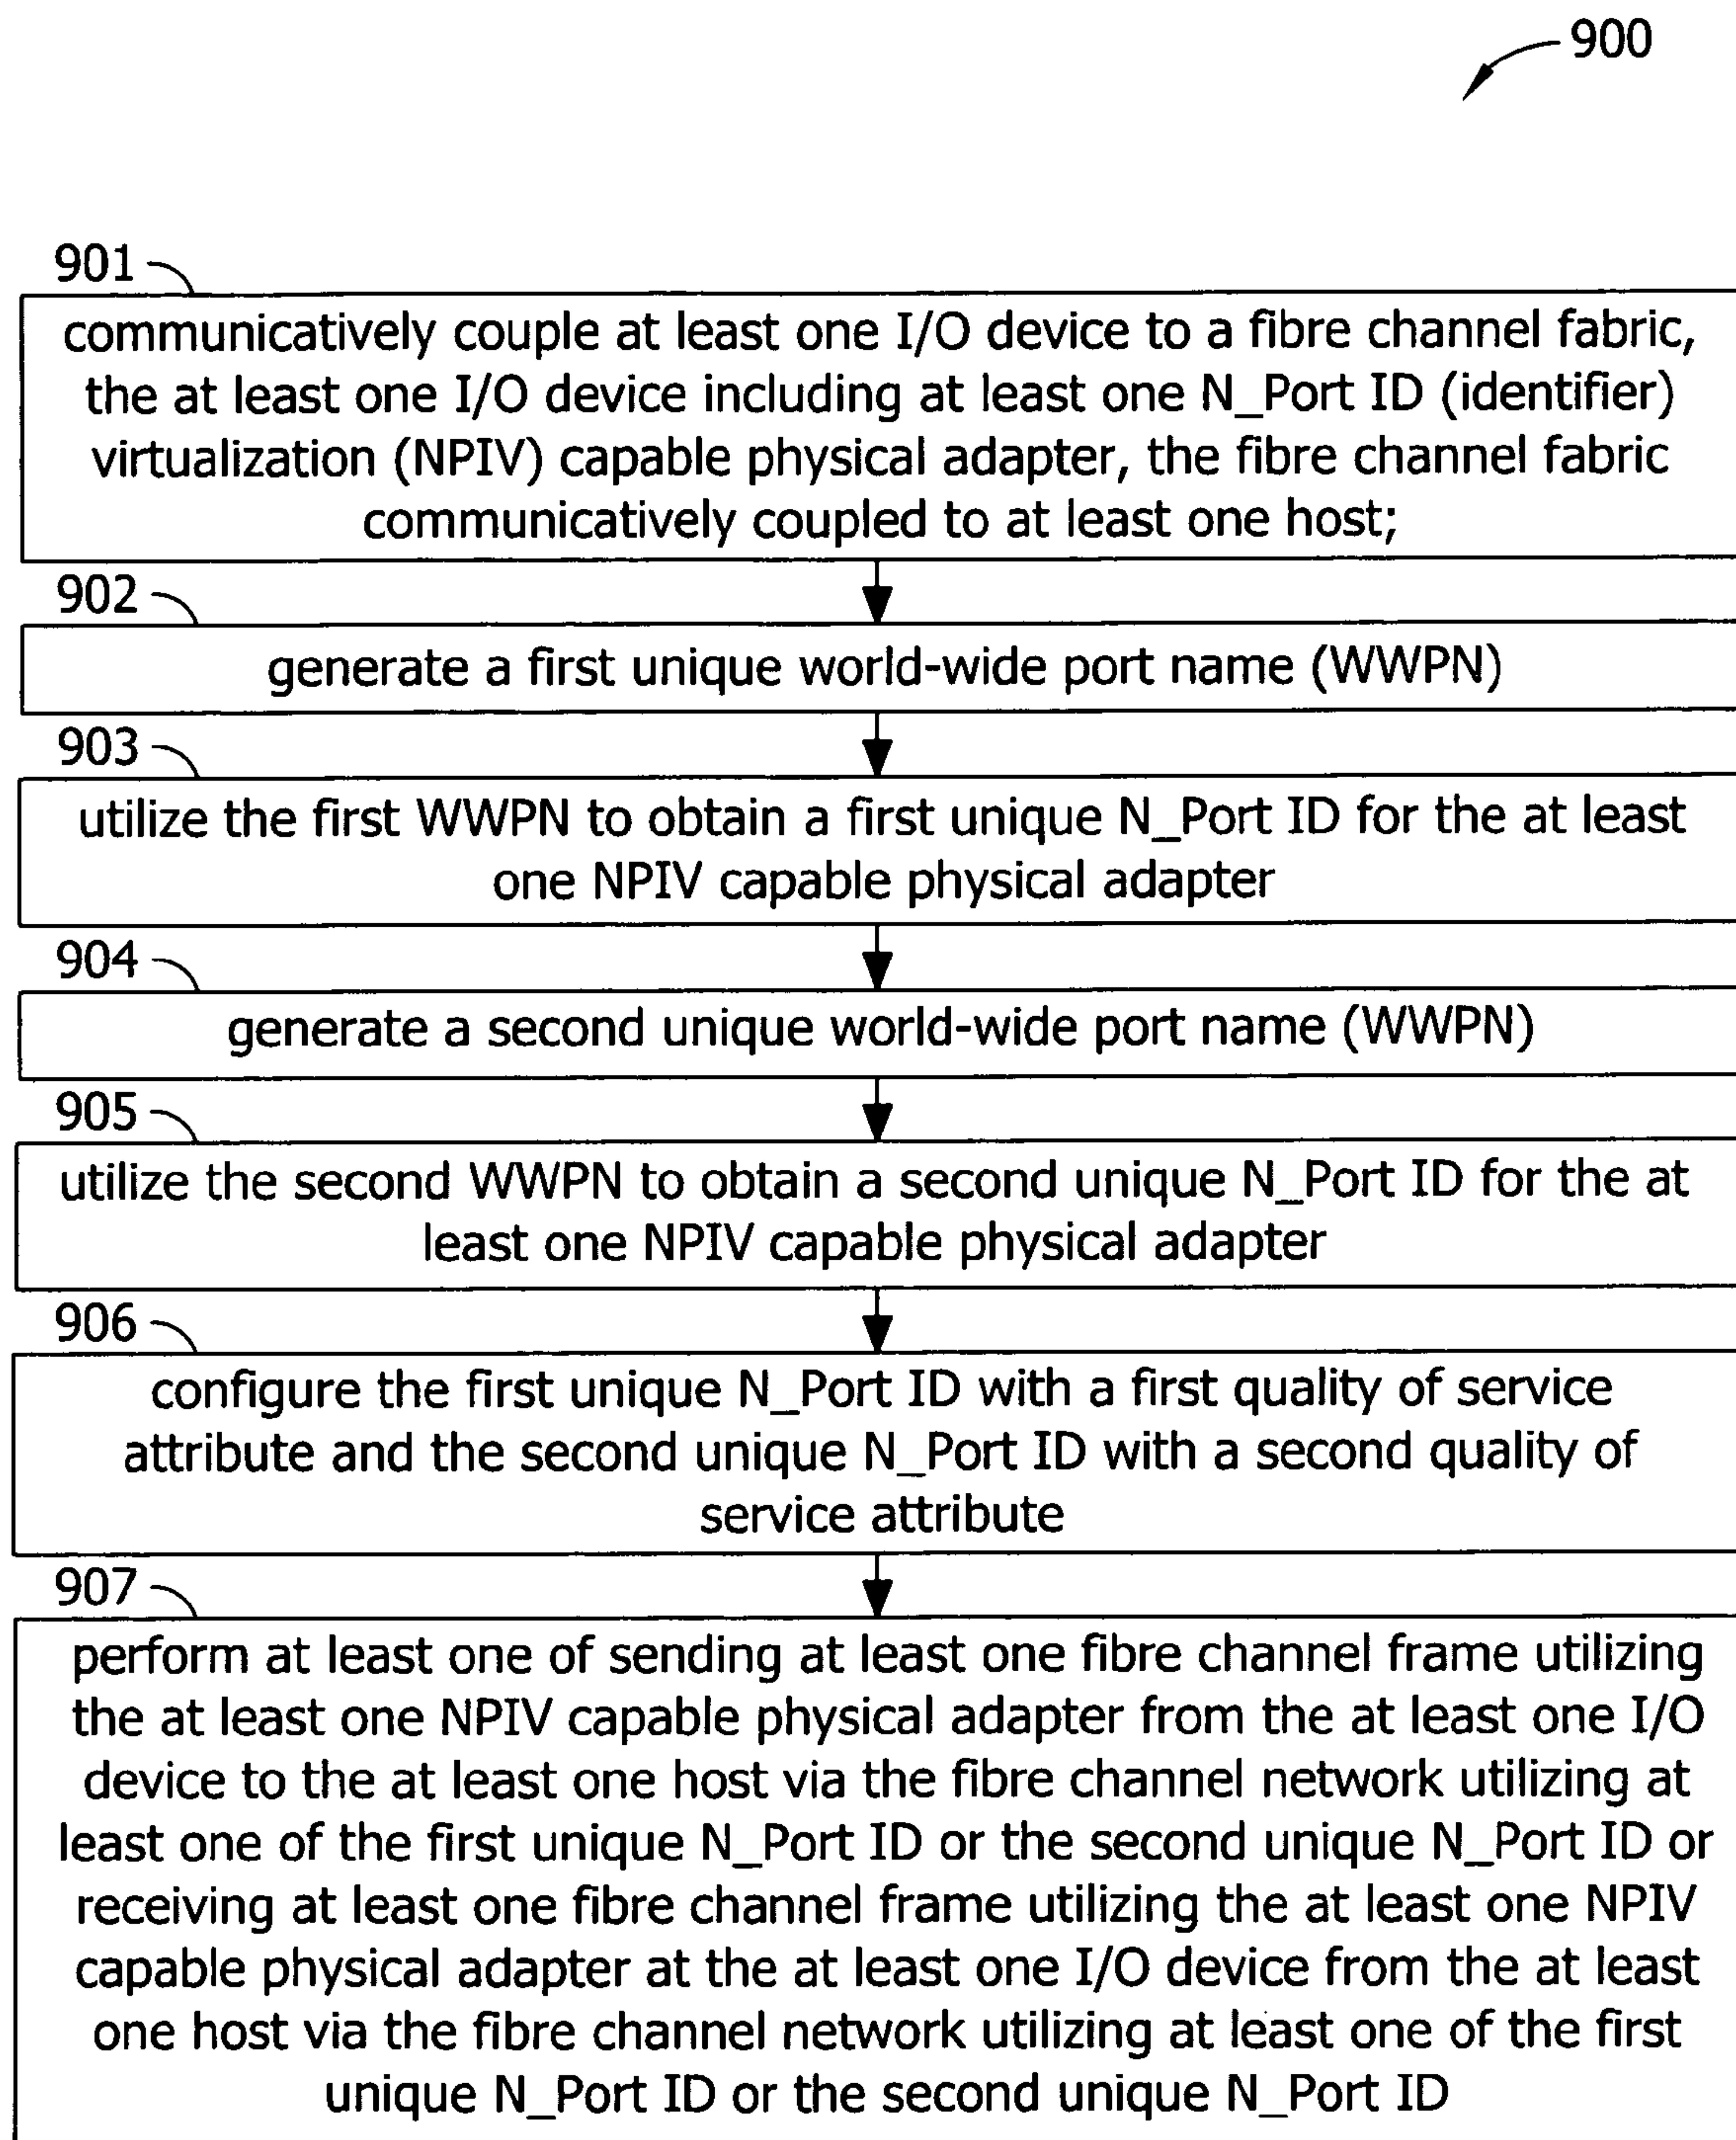 900
901
communicatively couple at least one I/O device to a fibre channel fabric,
the at least one I/O device including at least one N_Port ID (identifier)
virtualization (NPIV) capable physical adapter, the fibre channel fabric
communicatively coupled to at least one host;
902
generate a first unique world-wide port name (WWPN)
903
utilize the first WWPN to obtain a first unique N_Port ID for the at least
one NPIV capable physical adapter
904
generate a second unique world-wide port name (WWPN)
905
utilize the second WWPN to obtain a second unique N_Port ID for the at
least one NPIV capable physical adapter
906
configure the first unique N_Port ID with a first quality of service
attribute and the second unique N_Port ID with a second quality of
service attribute
907
perform at least one of sending at least one fibre channel frame utilizing
the at least one NPIV capable physical adapter from the at least one I/O
device to the at least one host via the fibre channel network utilizing at
least one of the first unique N_Port ID or the second unique N_Port ID or
receiving at least one fibre channel frame utilizing the at least one NPIV
capable physical adapter at the at least one I/O device from the at least
one host via the fibre channel network utilizing at least one of the first
unique N_Port ID or the second unique N_Port ID